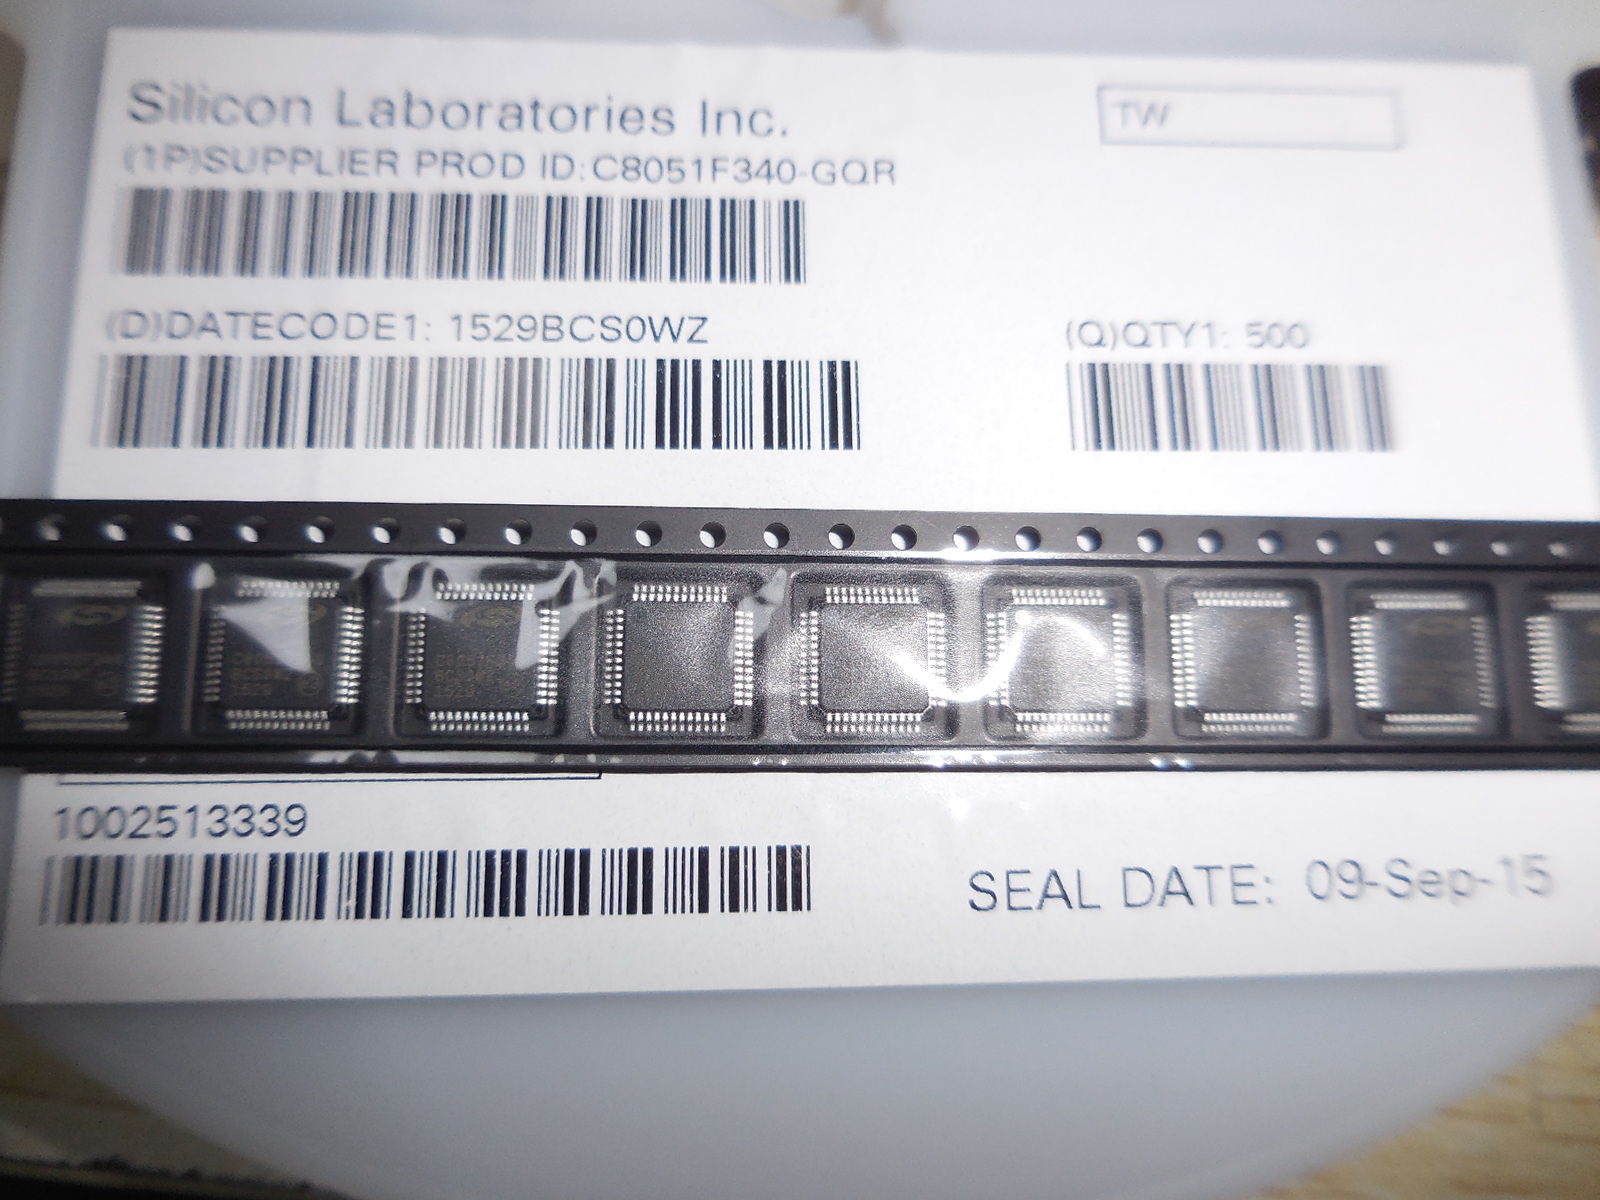 Silicon Laboratories Inc.
TW
(1P)SUPPLIER PROD ID:C8051F340-GQR
(D)DATECODE1: 1529BCS0WZ
(Q)QTY1: 500
1002513339
SEAL DATE: 09-Sep-15